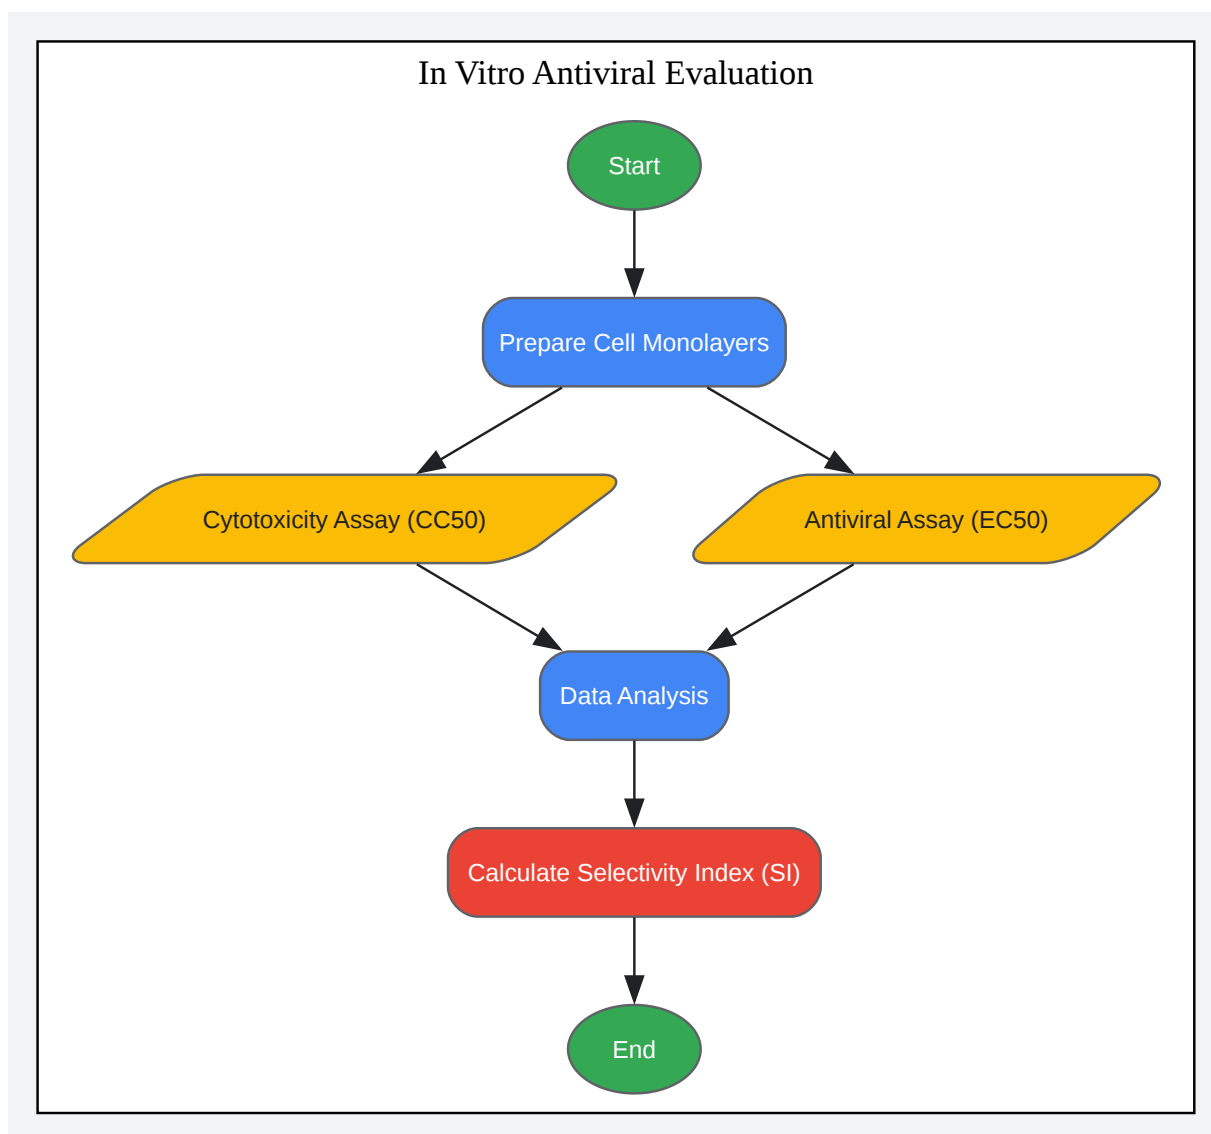 In Vitro Antiviral Evaluation
Start
Prepare Cell Monolayers
Cytotoxicity Assay (CC50)
Antiviral Assay (EC50)
Data Analysis
Calculate Selectivity Index (SI)
End